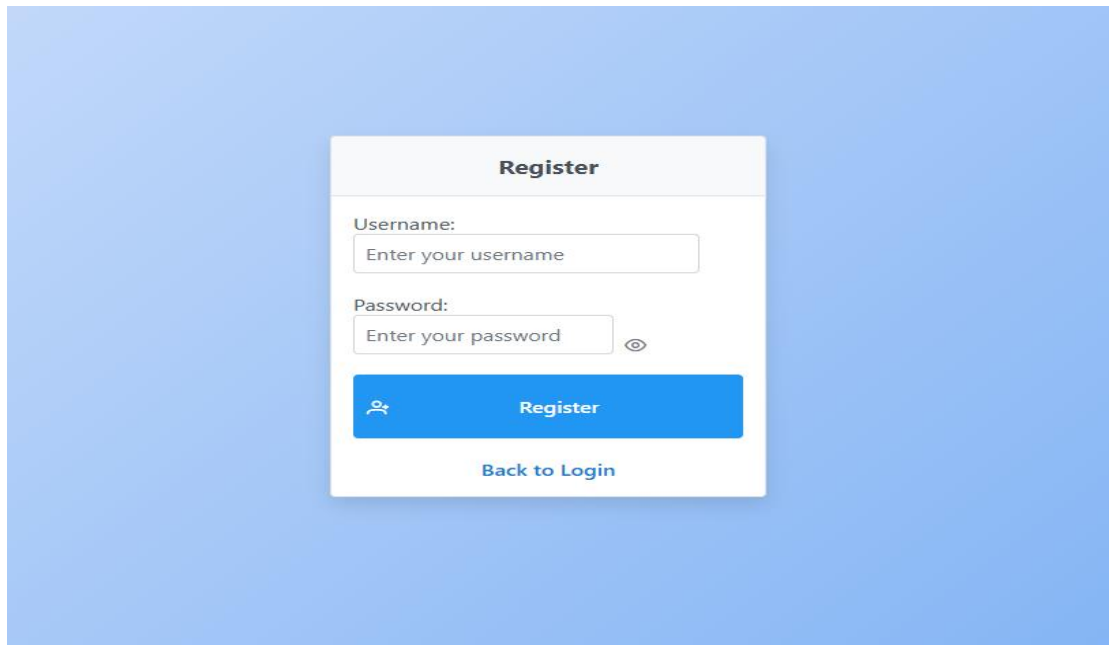 Register
Username:
Enter your username
Password:
Enter your password
Register
Back to Login